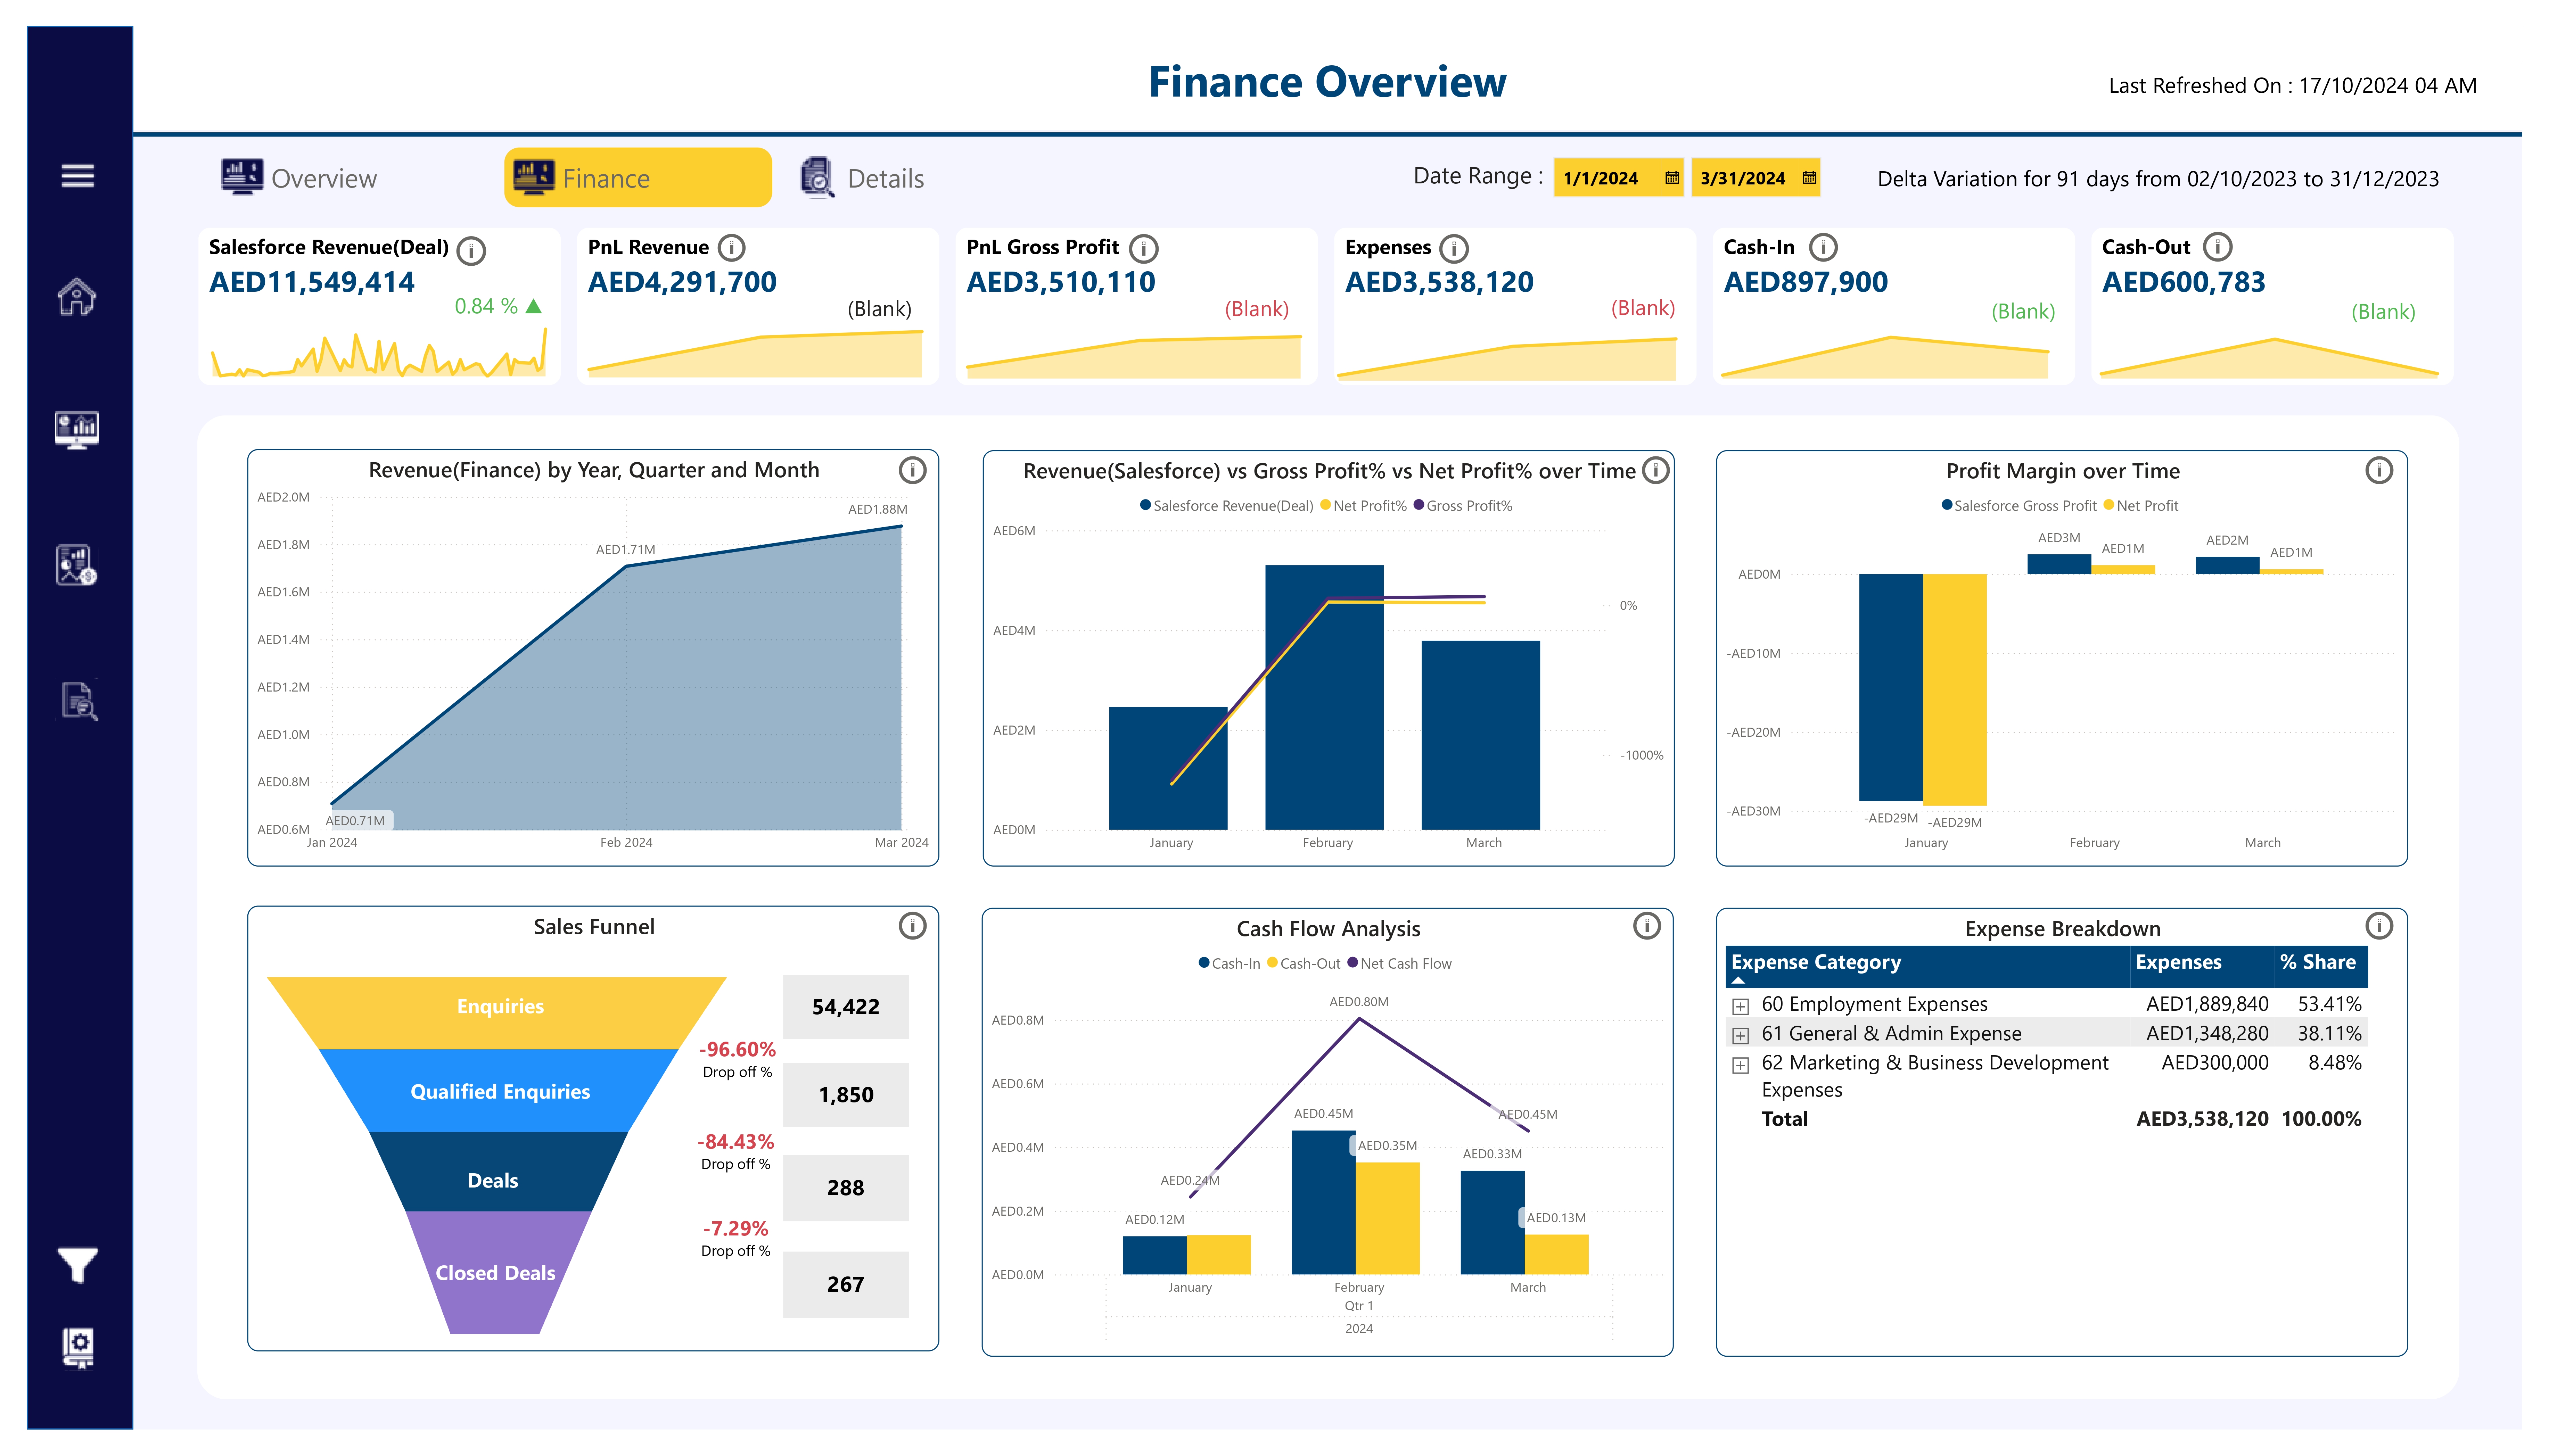 Finance Overview
Last Refreshed On : 17/10/2024 04 AM
Overview
Finance
Details
Date Range :
1/1/2024
3/31/2024
Delta Variation for 91 days from 02/10/2023 to 31/12/2023
Salesforce Revenue(Deal)
AED11,549,414
0.84 %
PnL Revenue
AED4,291,700
(Blank)
PnL Gross Profit
AED3,510,110
(Blank)
Expenses
AED3,538,120
(Blank)
Cash-In
AED897,900
(Blank)
Cash-Out
AED600,783
(Blank)
Revenue(Finance) by Year, Quarter and Month
AED2.0M
AED1.8M
AED1.6M
AED1.4M
AED1.2M
AED1.0M
AED0.8M
AED0.6M
AED0.71M
AED1.71M
AED1.88M
Jan 2024
Feb 2024
Mar 2024
Revenue(Salesforce) vs Gross Profit% vs Net Profit% over Time
Salesforce Revenue(Deal)
Net Profit%
Gross Profit%
AED6M
AED4M
AED2M
AED0M
0%
-1000%
January
February
March
Profit Margin over Time
Salesforce Gross Profit
Net Profit
AED0M
-AED10M
-AED20M
-AED30M
-AED29M
-AED29M
AED3M
AED1M
AED2M
AED1M
January
February
March
Sales Funnel
Enquiries
Qualified Enquiries
Deals
Closed Deals
-96.60%
Drop off %
-84.43%
Drop off %
-7.29%
Drop off %
54,422
1,850
288
267
Cash Flow Analysis
Cash-In
Cash-Out
Net Cash Flow
AED0.8M
AED0.6M
AED0.4M
AED0.2M
AED0.0M
AED0.24M
AED0.80M
AED0.45M
AED0.12M
AED0.45M
AED0.35M
AED0.33M
AED0.13M
January
February
March
Qtr 1
2024
Expense Breakdown
Expense Category Expenses % Share
60 Employment Expenses AED1,889,840 53.41%
61 General & Admin Expense AED1,348,280 38.11%
62 Marketing & Business Development AED300,000 8.48%
Expenses
Total AED3,538,120 100.00%